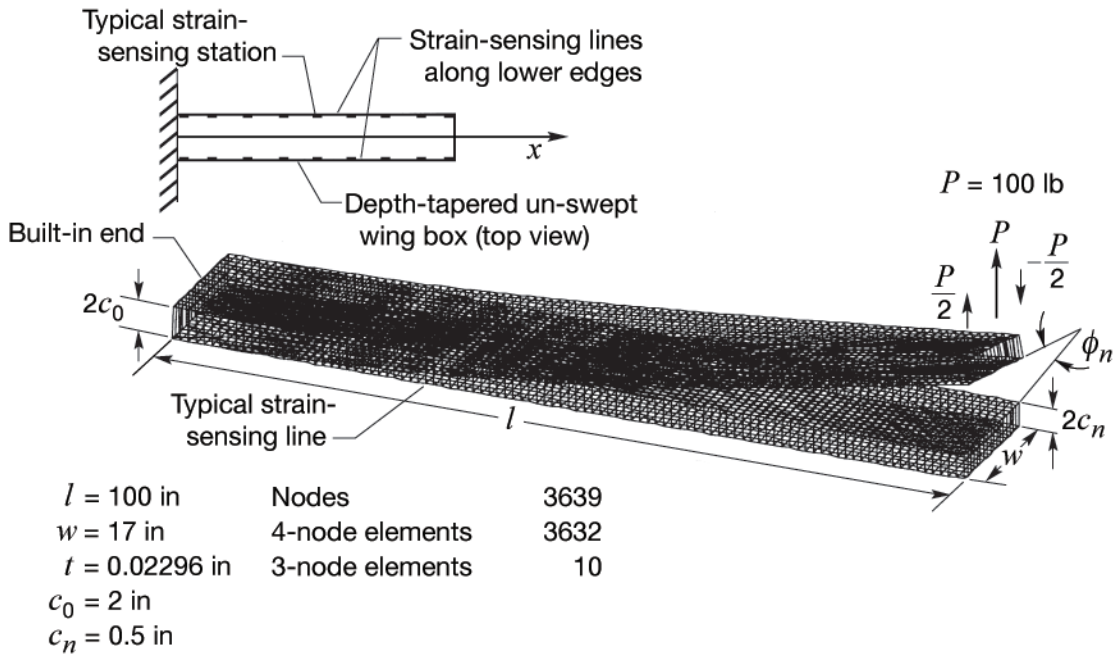 Typical strain-
sensing station
Strain-sensing lines
along lower edges
x
Depth-tapered un-swept
wing box (top view)
P = 100 lb
Built-in end
P
P/2
-P/2
2c₀
ϕₙ
Typical strain-
sensing line
l
2cₙ
w
l = 100 in Nodes 3639
w = 17 in 4-node elements 3632
t = 0.02296 in 3-node elements 10
c₀ = 2 in
cₙ = 0.5 in